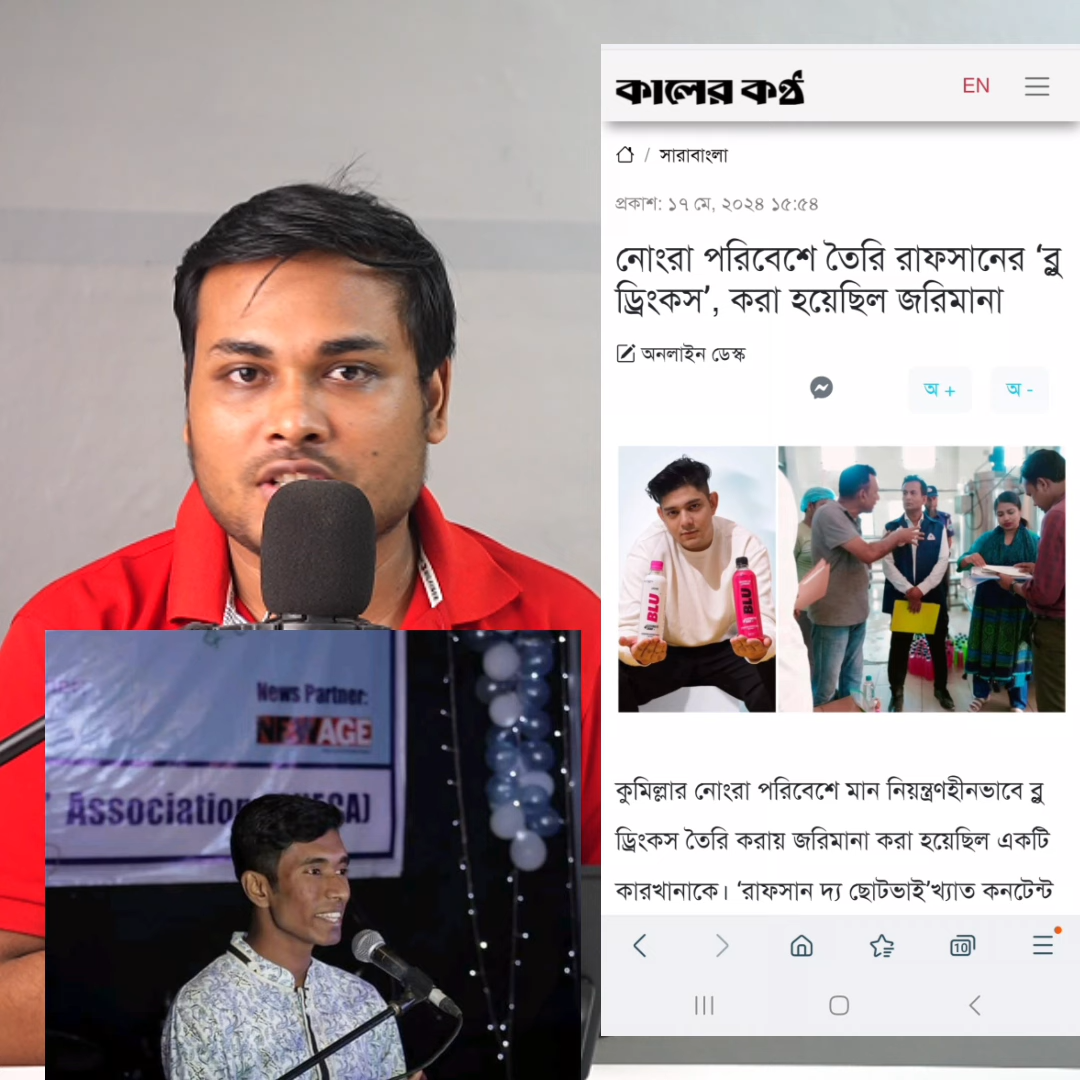 কালের কণ্ঠ
EN
/ সারাবাংলা
প্রকাশ: ১৭ মে, ২০২৪ ১৫:৫৪
নোংরা পরিবেশে তৈরি রাফসানের ‘ব্লু
ড্রিংকস’, করা হয়েছিল জরিমানা
অনলাইন ডেস্ক
অ +
অ -
BLU
BLU
কুমিল্লার নোংরা পরিবেশে মান নিয়ন্ত্রণহীনভাবে ব্লু
ড্রিংকস তৈরি করায় জরিমানা করা হয়েছিল একটি
কারখানাকে। ‘রাফসান দ্য ছোটভাই’খ্যাত কনটেন্ট
10
News Partner:
NEW AGE
Association